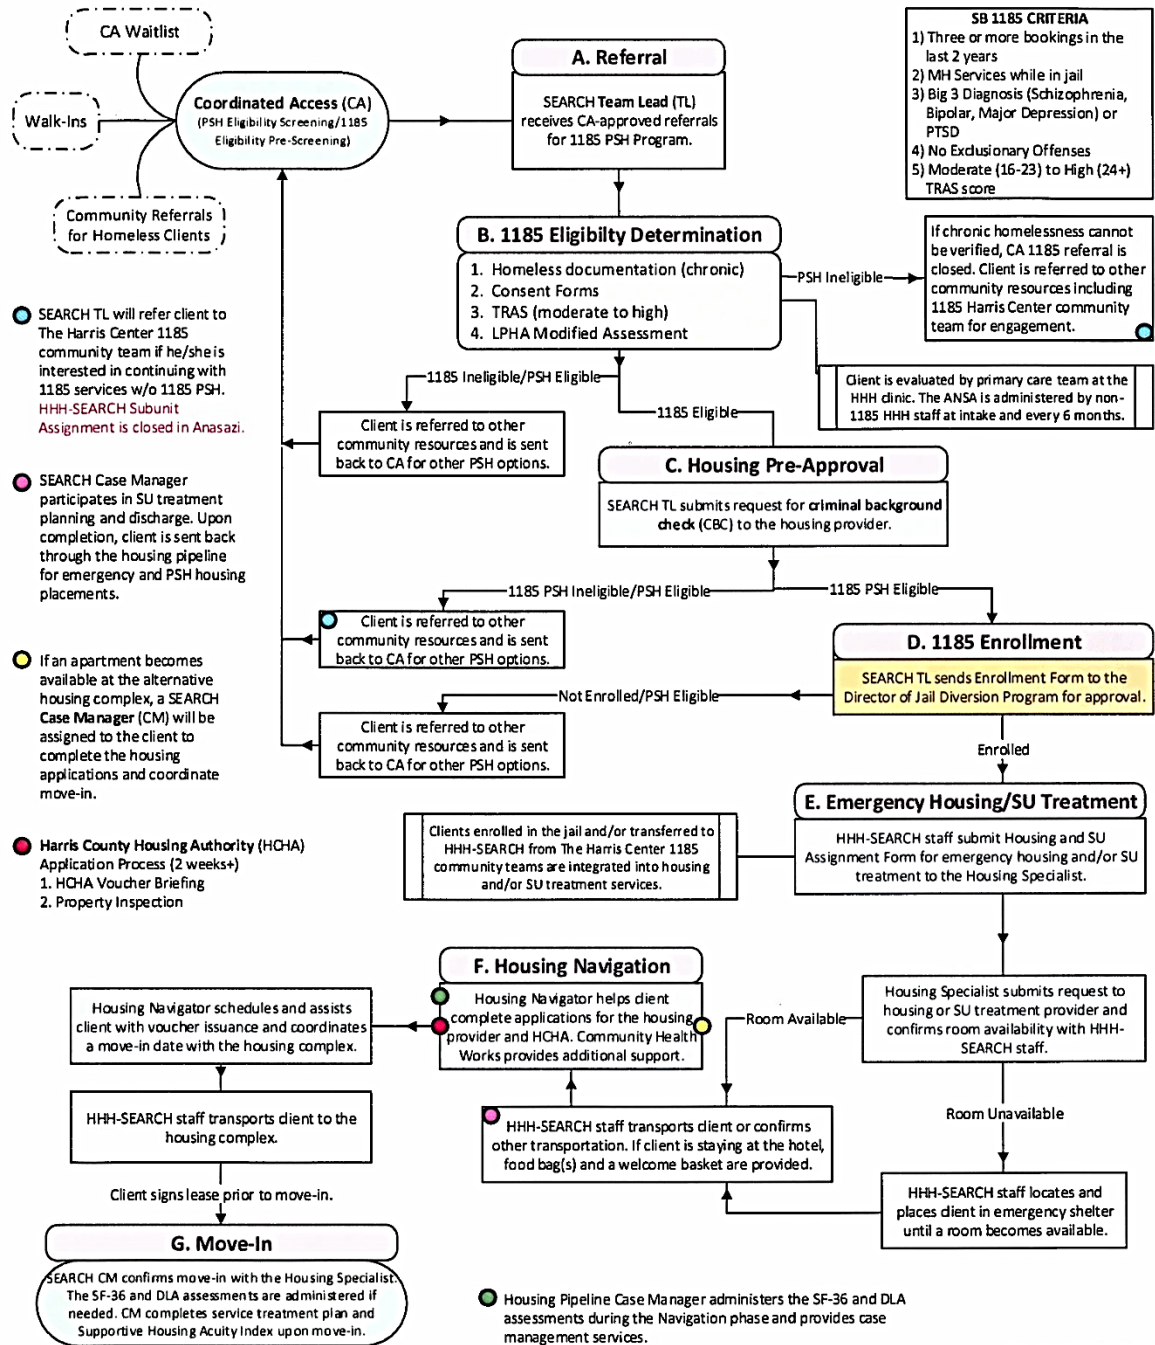 CA Waitlist
Walk-Ins
Community Referrals
for Homeless Clients
Coordinated Access (CA)
(PSH Eligibility Screening/1185
Eligibility Pre-Screening)
A. Referral
SEARCH Team Lead (TL)
receives CA-approved referrals
for 1185 PSH Program.
SB 1185 CRITERIA
1) Three or more bookings in the
last 2 years
2) MH Services while in jail
3) Big 3 Diagnosis (Schizophrenia,
Bipolar, Major Depression) or
PTSD
4) No Exclusionary Offenses
5) Moderate (16-23) to High (24+)
TRAS score
B. 1185 Eligibilty Determination
1. Homeless documentation (chronic)
2. Consent Forms
3. TRAS (moderate to high)
4. LPHA Modified Assessment
PSH Ineligible
If chronic homelessness cannot
be verified, CA 1185 referral is
closed. Client is referred to other
community resources including
1185 Harris Center community
team for engagement.
Client is evaluated by primary care team at the
HHH clinic. The ANSA is administered by non-
1185 HHH staff at intake and every 6 months.
1185 Ineligible/PSH Eligible
Client is referred to other
community resources and is sent
back to CA for other PSH options.
1185 Eligible
C. Housing Pre-Approval
SEARCH TL submits request for criminal background
check (CBC) to the housing provider.
1185 PSH Ineligible/PSH Eligible
1185 PSH Eligible
Client is referred to other
community resources and is sent
back to CA for other PSH options.
D. 1185 Enrollment
SEARCH TL sends Enrollment Form to the
Director of Jail Diversion Program for approval.
Not Enrolled/PSH Eligible
Client is referred to other
community resources and is sent
back to CA for other PSH options.
Enrolled
E. Emergency Housing/SU Treatment
HHH-SEARCH staff submit Housing and SU
Assignment Form for emergency housing and/or SU
treatment to the Housing Specialist.
Clients enrolled in the jail and/or transferred to
HHH-SEARCH from The Harris Center 1185
community teams are integrated into housing
and/or SU treatment services.
SEARCH TL will refer client to
The Harris Center 1185
community team if he/she is
interested in continuing with
1185 services w/o 1185 PSH.
HHH-SEARCH Subunit
Assignment is closed in Anasazi.
SEARCH Case Manager
participates in SU treatment
planning and discharge. Upon
completion, client is sent back
through the housing pipeline
for emergency and PSH housing
placements.
If an apartment becomes
available at the alternative
housing complex, a SEARCH
Case Manager (CM) will be
assigned to the client to
complete the housing
applications and coordinate
move-in.
Harris County Housing Authority (HCHA)
Application Process (2 weeks+)
1. HCHA Voucher Briefing
2. Property Inspection
Housing Specialist submits request to
housing or SU treatment provider and
confirms room availability with HHH-
SEARCH staff.
Room Available
Room Unavailable
HHH-SEARCH staff locates and
places client in emergency shelter
until a room becomes available.
HHH-SEARCH staff transports client or confirms
other transportation. If client is staying at the hotel,
food bag(s) and a welcome basket are provided.
F. Housing Navigation
Housing Navigator helps client
complete applications for the housing
provider and HCHA. Community Health
Works provides additional support.
Housing Navigator schedules and assists
client with voucher issuance and coordinates
a move-in date with the housing complex.
HHH-SEARCH staff transports client to the
housing complex.
Client signs lease prior to move-in.
G. Move-In
SEARCH CM confirms move-in with the Housing Specialist.
The SF-36 and DLA assessments are administered if
needed. CM completes service treatment plan and
Supportive Housing Acuity Index upon move-in.
Housing Pipeline Case Manager administers the SF-36 and DLA
assessments during the Navigation phase and provides case
management services.